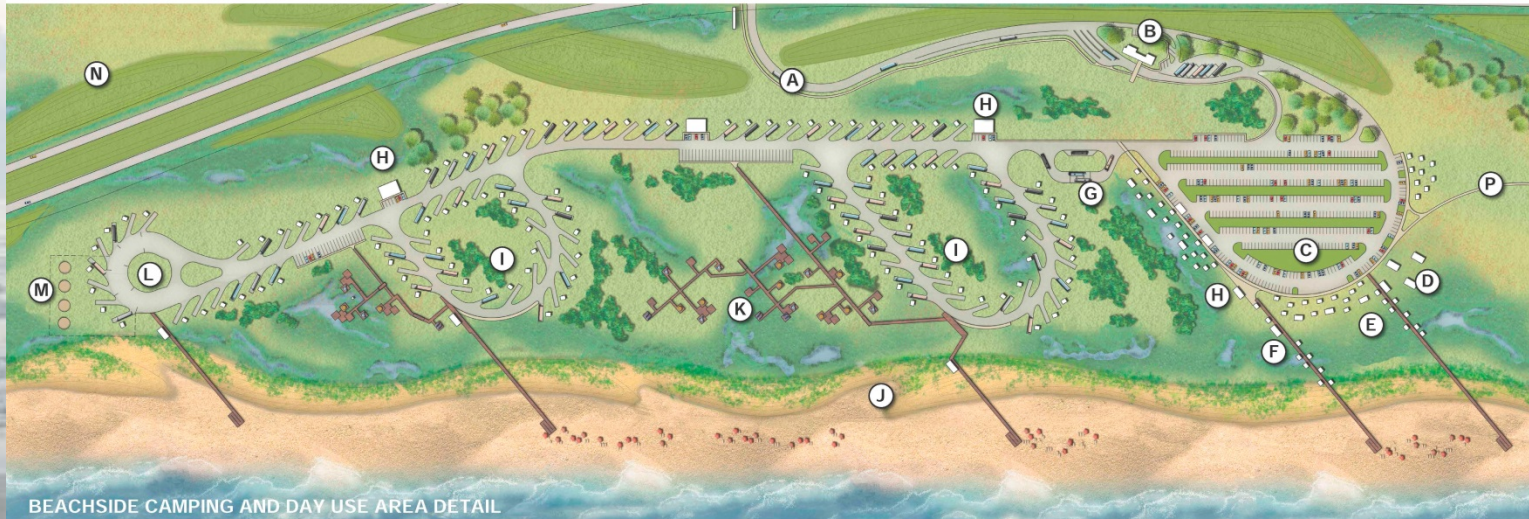 B
N
A
H
H
P
G
I
I
C
L
M
D
H
K
E
F
J
BEACHSIDE CAMPING AND DAY USE AREA DETAIL